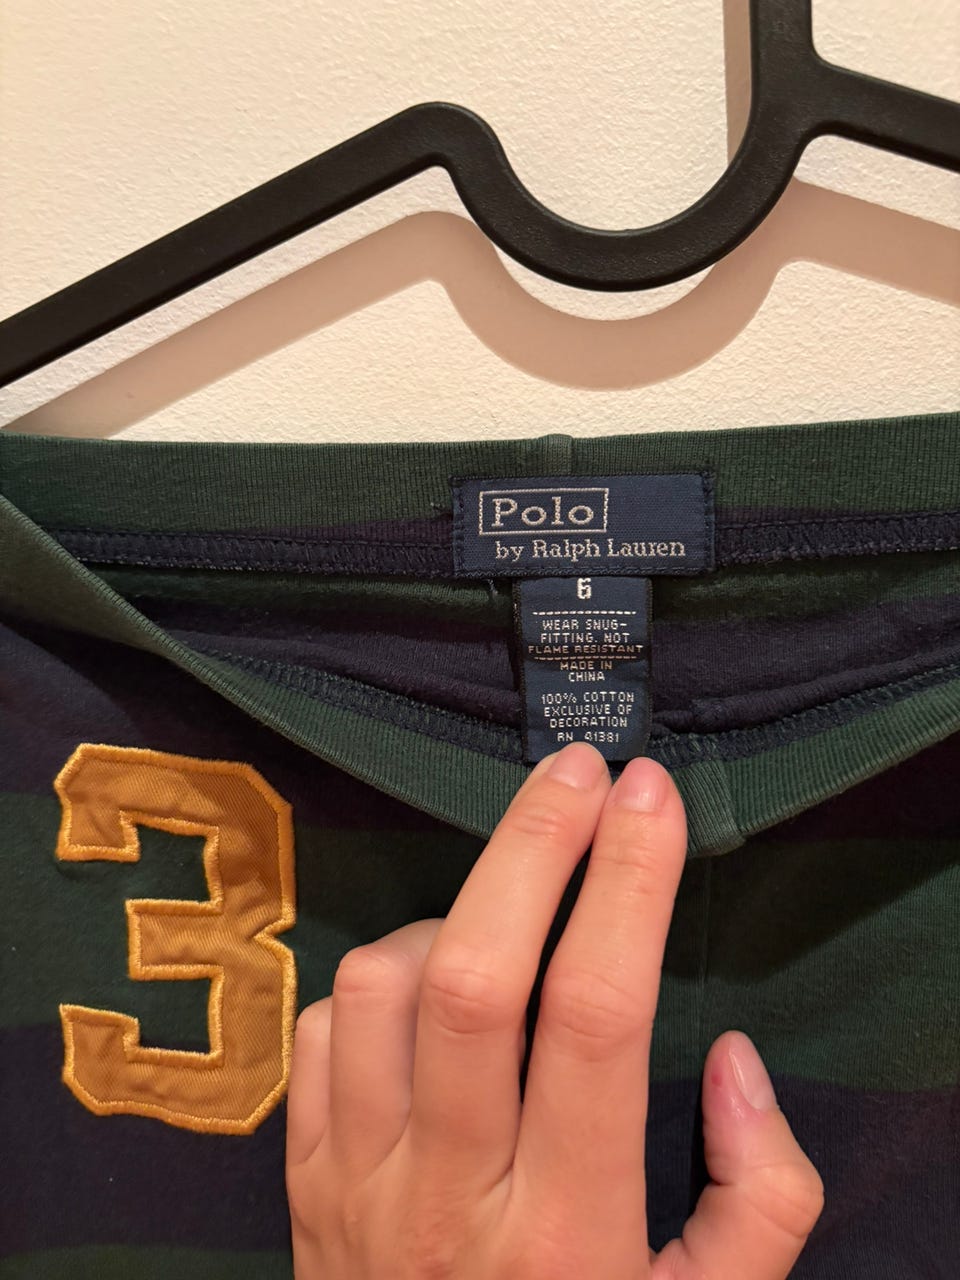 Polo
by Ralph Lauren
6
WEAR SNUG-
FITTING. NOT
FLAME RESISTANT
MADE IN
CHINA
100% COTTON
EXCLUSIVE OF
DECORATION
RN 41381
3